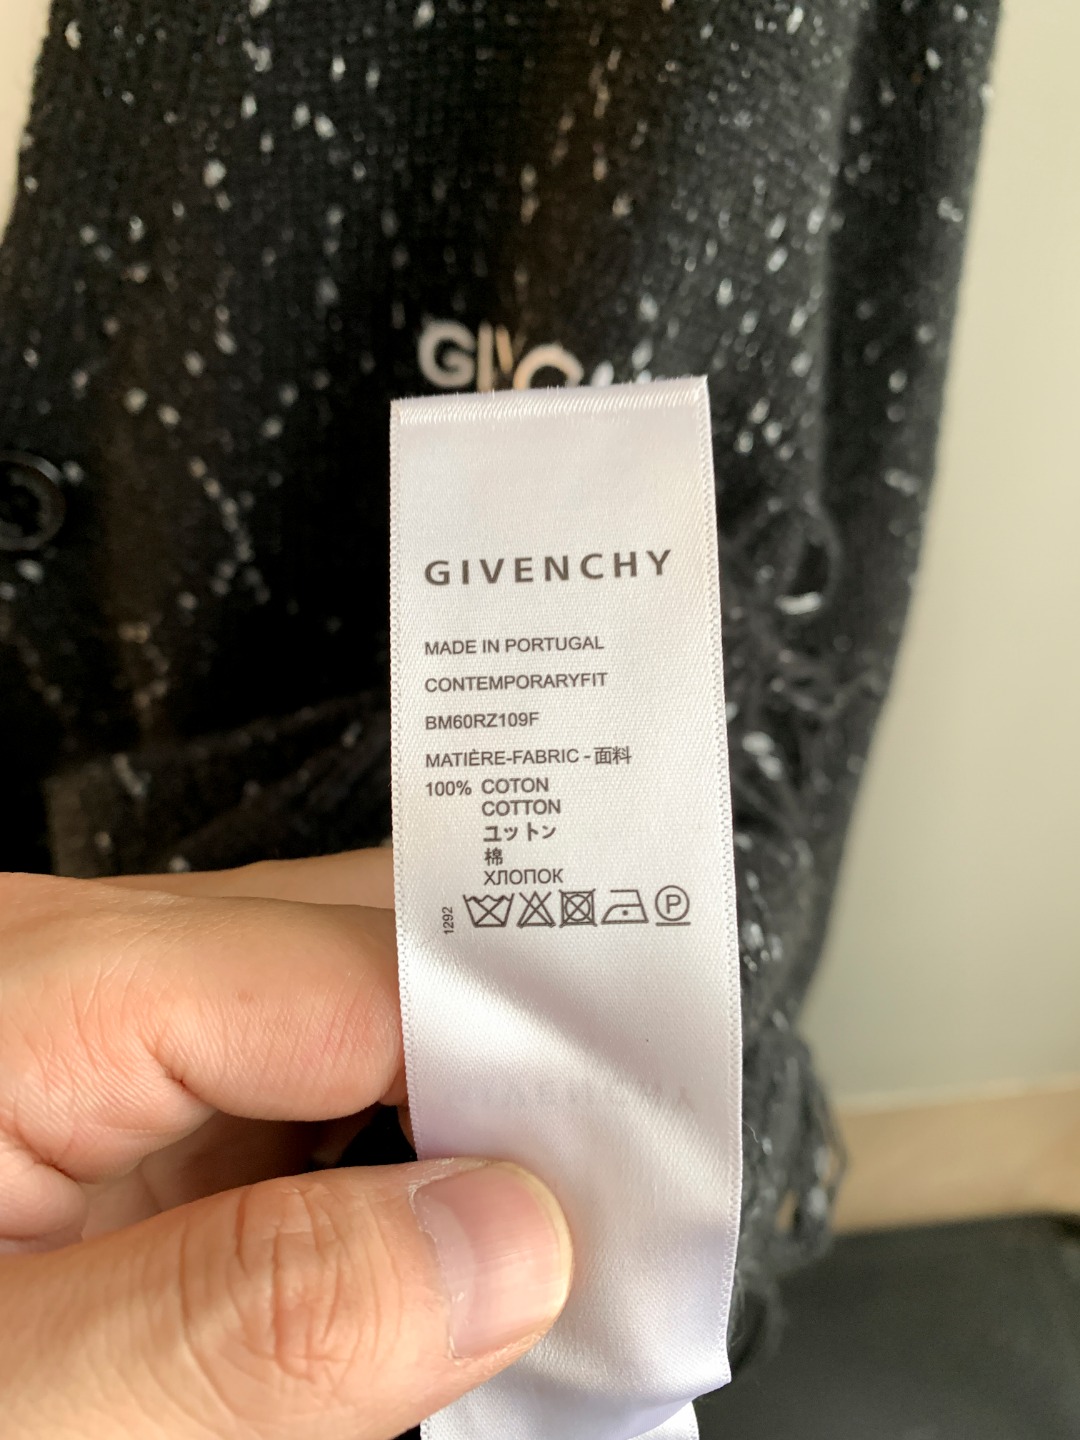 GIVENCHY
MADE IN PORTUGAL
CONTEMPORARYFIT
BM60RZ109F
MATIÈRE-FABRIC - 面料
100% COTON
COTTON
ユットン
棉
ХЛОПОК
1292
P